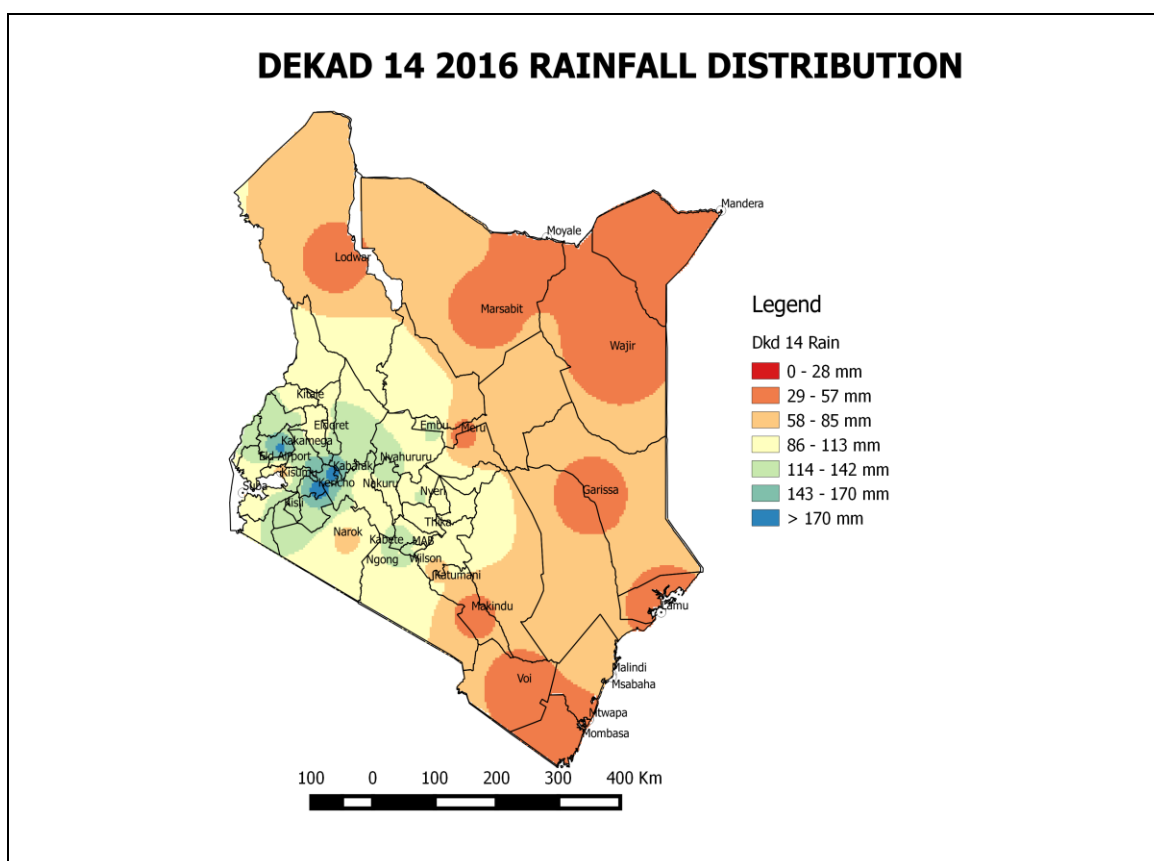 DEKAD 14 2016 RAINFALL DISTRIBUTION
Mandera
Moyale
Lodwar
Marsabit
Wajir
Legend
Dkd 14 Rain
0 - 28 mm
29 - 57 mm
58 - 85 mm
86 - 113 mm
114 - 142 mm
143 - 170 mm
> 170 mm
Kitale
Eldoret
Embu
Meru
Kakamega
Eld Airport
Kabarak
Nyahururu
Kisumu
Suba
Kericho
Nakuru
Nyeri
Garissa
Kisii
Thika
Narok
Kabete
MAB
Ngong
Wilson
Katumani
Makindu
Lamu
Malindi
Voi
Msabaha
Mtwapa
Mombasa
100 0 100 200 300 400 Km